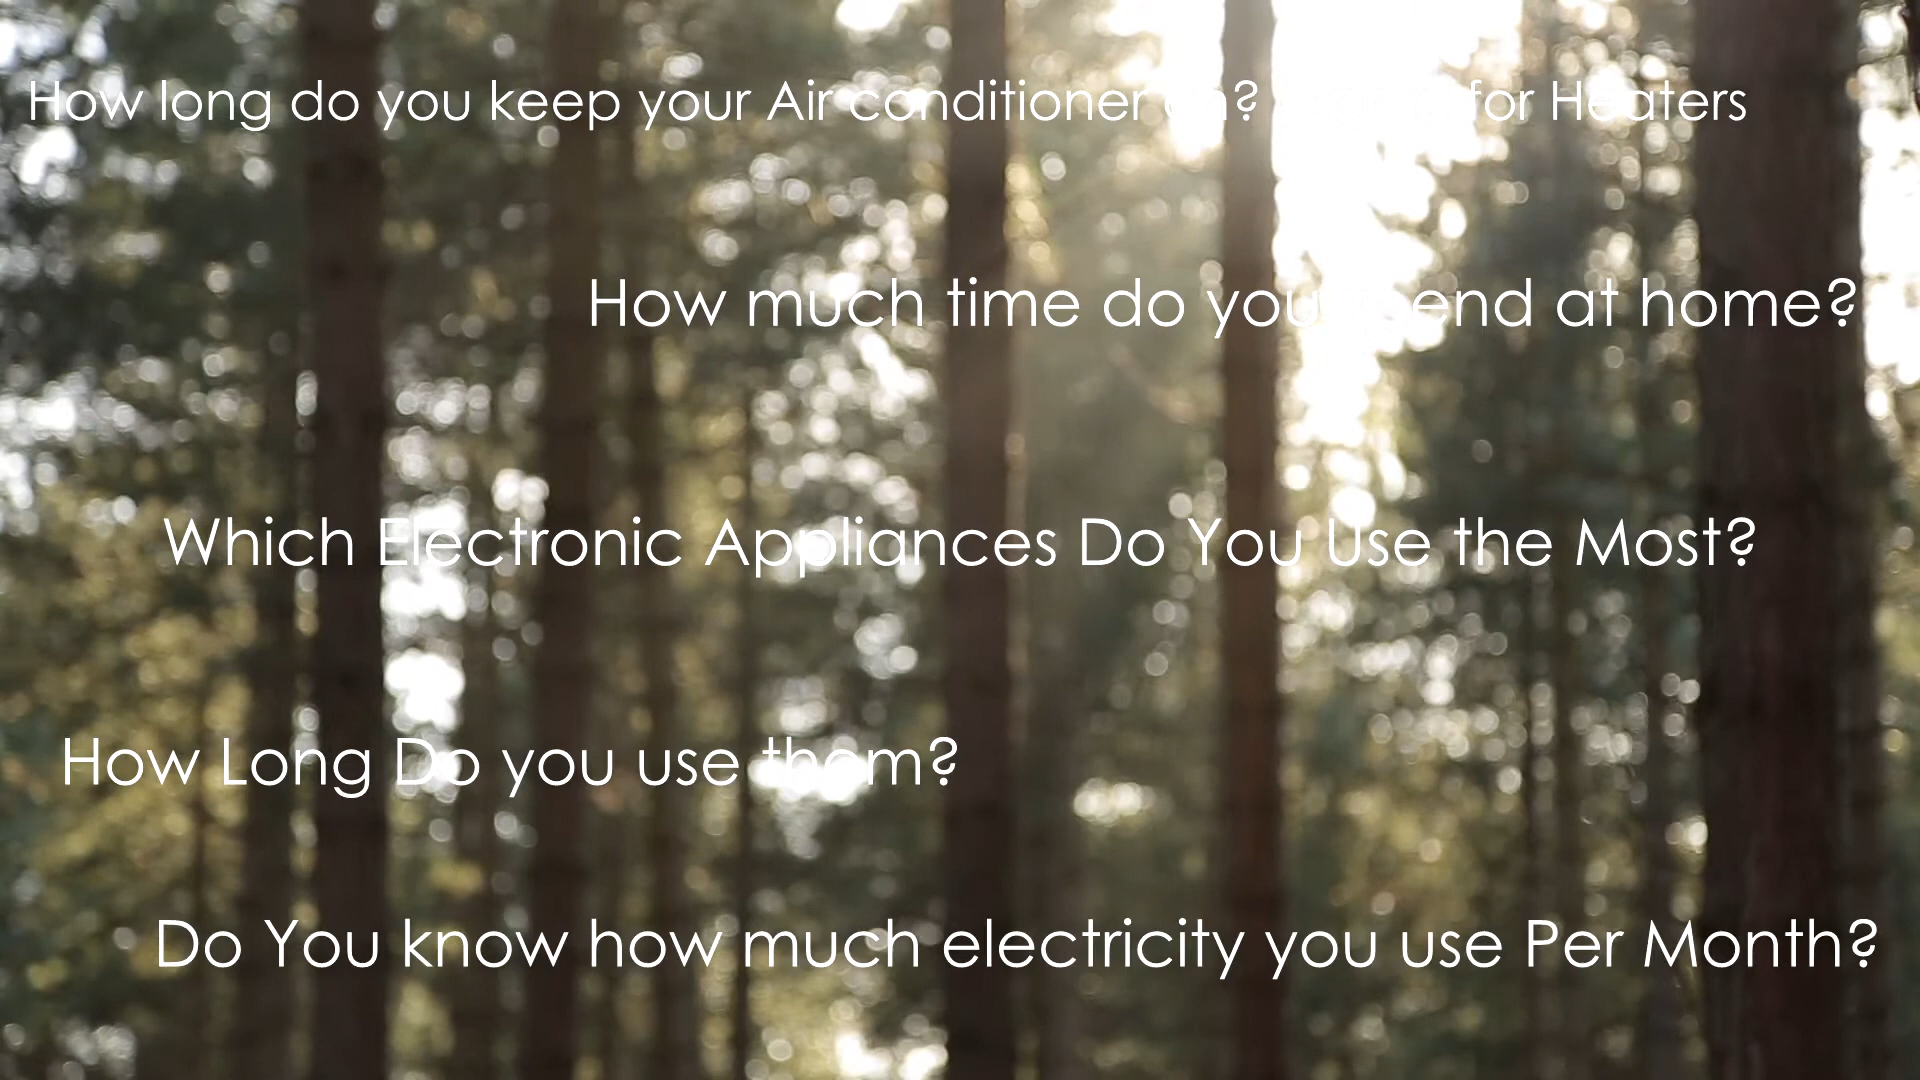 How long do you keep your Air conditioner on? for Heaters
How much time do you spend at home?
Which Electronic Appliances Do You Use the Most?
How Long Do you use them?
Do You know how much electricity you use Per Month?